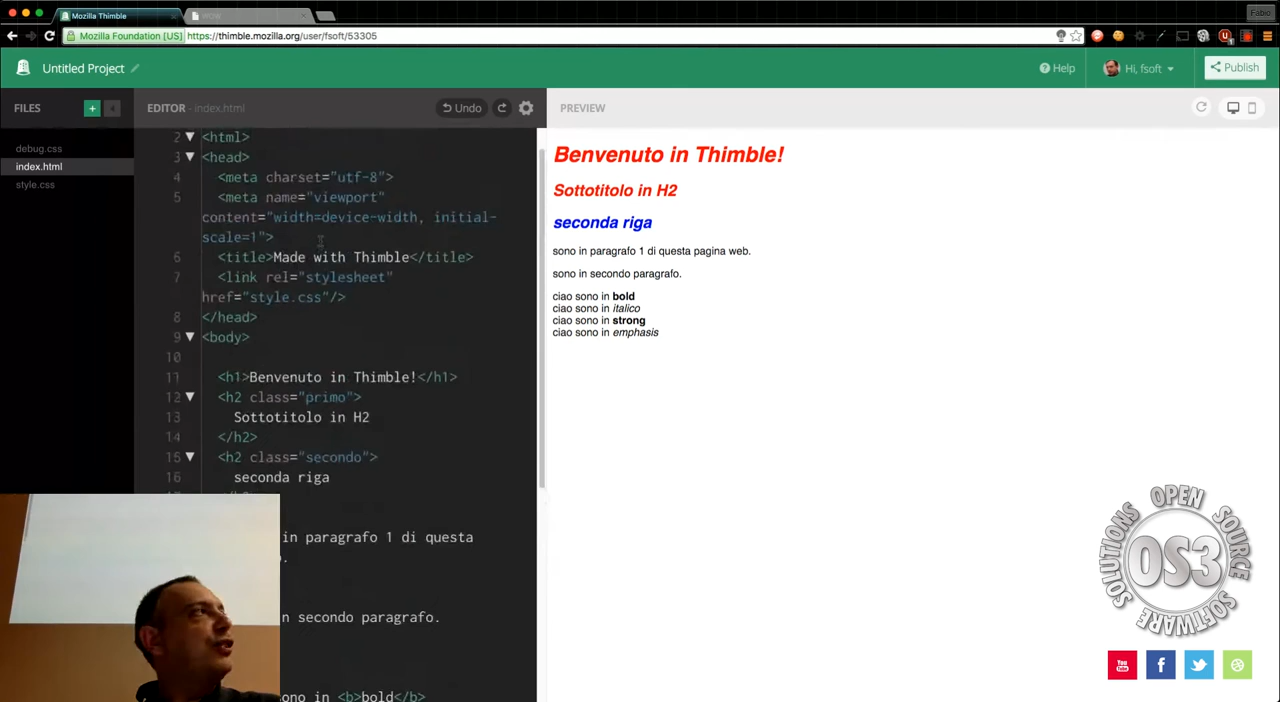 Mozilla Thimble
Fabio
Mozilla Foundation [US]
https://thimble.mozilla.org/user/fsoft/53305
Untitled Project
Help
Hi, fsoft
Publish
FILES
EDITOR - index.html
Undo
PREVIEW
debug.css
index.html
style.css
2 <html>
3 <head>
4 <meta charset="utf-8">
5 <meta name="viewport"
content="width=device-width, initial-
scale=1">
6 <title>Made with Thimble</title>
7 <link rel="stylesheet"
href="style.css"/>
8 </head>
9 <body>
10
11 <h1>Benvenuto in Thimble!</h1>
12 <h2 class="primo">
13 Sottotitolo in H2
14 </h2>
15 <h2 class="secondo">
16 seconda riga
in paragrafo 1 di questa
n secondo paragrafo.
ono in <b>bold</b>
Benvenuto in Thimble!
Sottotitolo in H2
seconda riga
sono in paragrafo 1 di questa pagina web.
sono in secondo paragrafo.
ciao sono in bold
ciao sono in italico
ciao sono in strong
ciao sono in emphasis
OPEN SOURCE SOFTWARE SOLUTIONS
OS3
You Tube